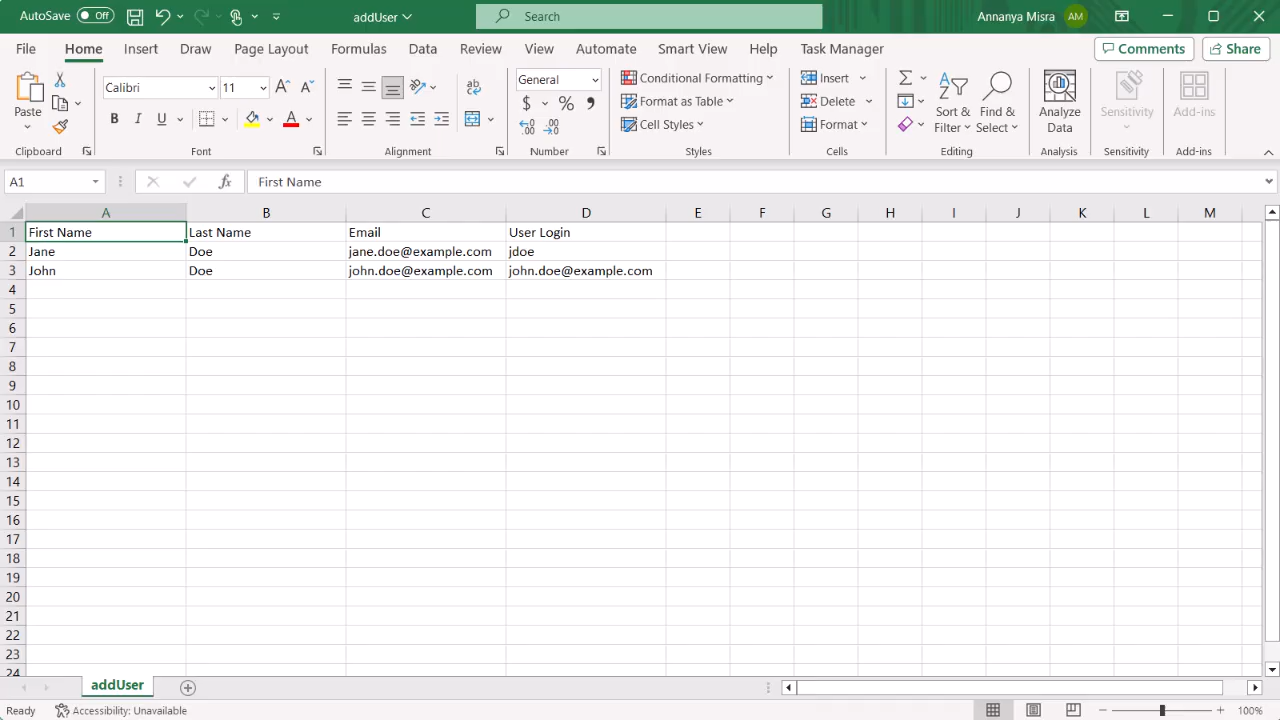 AutoSave Off addUser Search Annanya Misra AM
File Home Insert Draw Page Layout Formulas Data Review View Automate Smart View Help Task Manager Comments Share
Calibri 11 General Conditional Formatting Insert
Format as Table Delete
Cell Styles Format
Paste Sort & Filter Find & Select Analyze Data Sensitivity Add-ins
Clipboard Font Alignment Number Styles Cells Editing Analysis Sensitivity Add-ins
A1 fx First Name
A B C D E F G H I J K L M
1 First Name Last Name Email User Login
2 Jane Doe jane.doe@example.com jdoe
3 John Doe john.doe@example.com john.doe@example.com
4
5
6
7
8
9
10
11
12
13
14
15
16
17
18
19
20
21
22
23
24
addUser
Ready Accessibility: Unavailable 100%